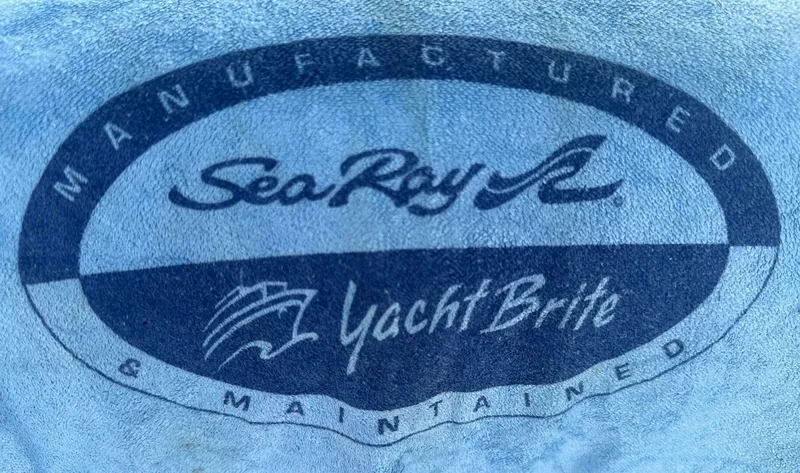 MANUFACTURED
Sea Ray®
Yacht Brite
& MAINTAINED